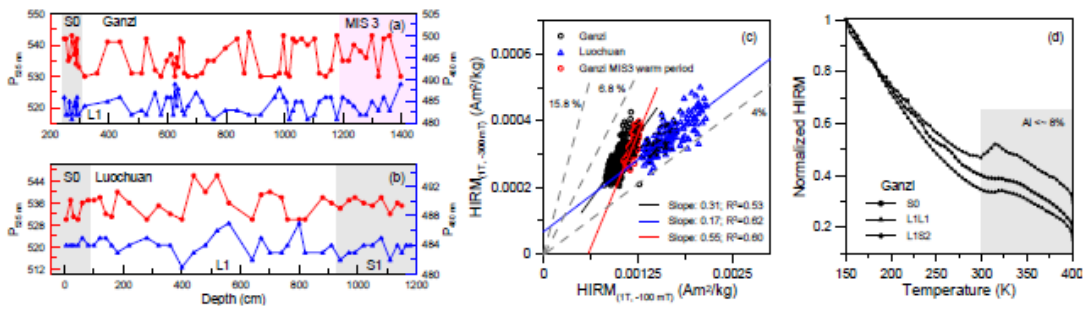 S0 Ganzi MIS 3 (a)
550
540
530
520
P535 nm
505
500
495
490
485
480
P460 nm
L1
200 400 600 800 1000 1200 1400
S0 Luochuan (b)
544
536
528
520
512
492
488
484
480
L1 S1
0 200 400 600 800 1000 1200
Depth (cm)
(c)
HIRM(1T, -300 mT) (Am²/kg)
0.0006
0.0004
0.0002
0
Ganzi
Luochuan
Ganzi MIS3 warm period
15.8 %
6.8 %
4%
Slope: 0.31; R²=0.53
Slope: 0.17; R²=0.62
Slope: 0.55; R²=0.60
0 0.00125 0.0025
HIRM(1T, -100 mT) (Am²/kg)
(d)
Normalized HIRM
1
0.8
0.6
0.4
0.2
Al <~ 8%
Ganzi
S0
L1L1
L1S2
150 200 250 300 350 400
Temperature (K)